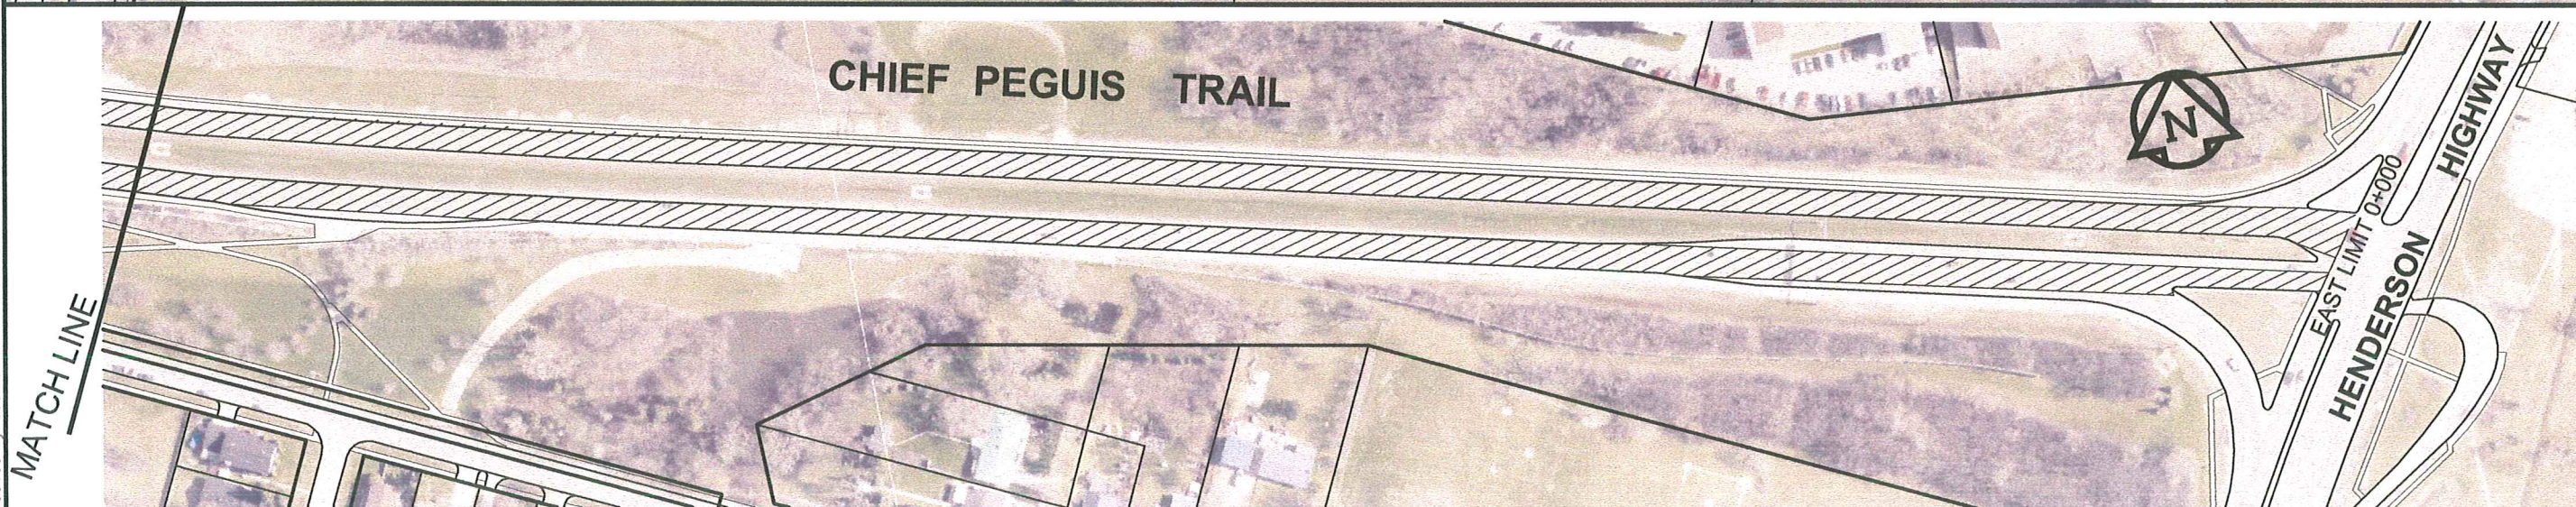 CHIEF PEGUIS TRAIL
N
HENDERSON HIGHWAY
EAST LIMIT 0+000
MATCH LINE